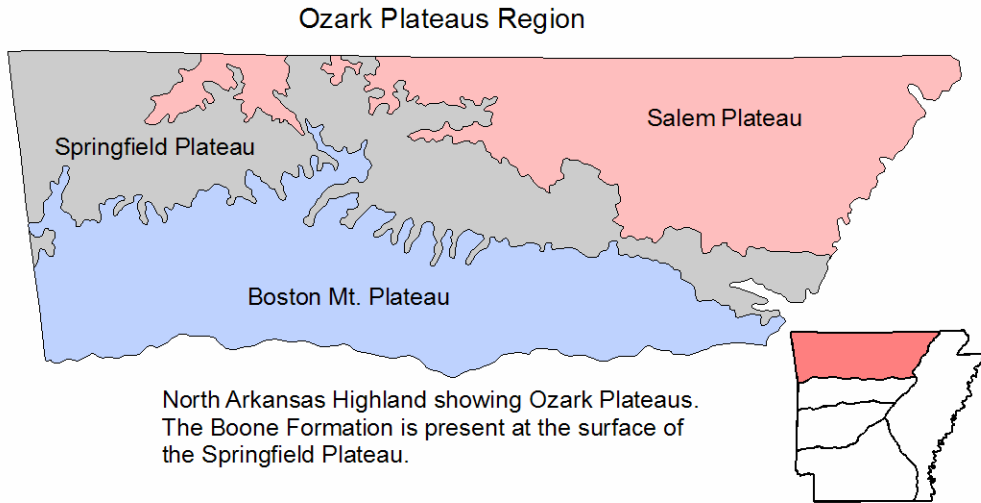 Ozark Plateaus Region
Salem Plateau
Springfield Plateau
Boston Mt. Plateau
North Arkansas Highland showing Ozark Plateaus.
The Boone Formation is present at the surface of
the Springfield Plateau.